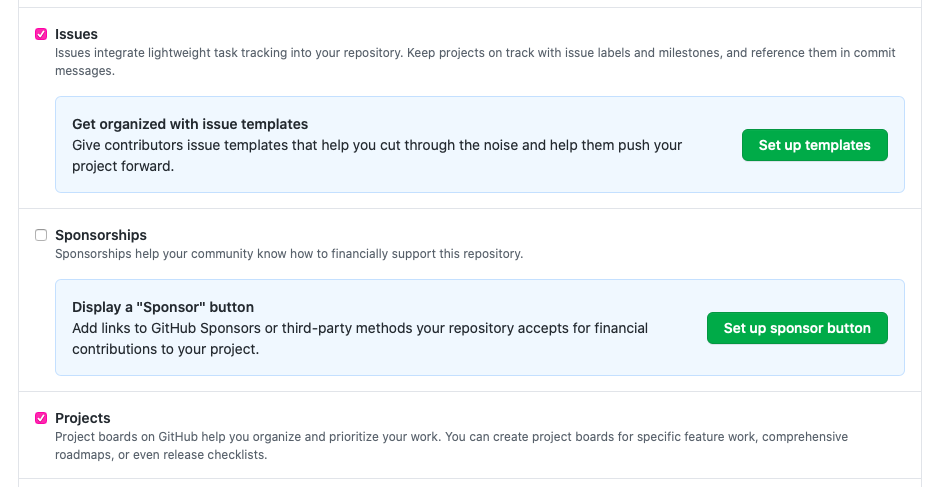 Issues
Issues integrate lightweight task tracking into your repository. Keep projects on track with issue labels and milestones, and reference them in commit
messages.
Get organized with issue templates
Give contributors issue templates that help you cut through the noise and help them push your
project forward.
Set up templates
Sponsorships
Sponsorships help your community know how to financially support this repository.
Display a "Sponsor" button
Add links to GitHub Sponsors or third-party methods your repository accepts for financial
contributions to your project.
Set up sponsor button
Projects
Project boards on GitHub help you organize and prioritize your work. You can create project boards for specific feature work, comprehensive
roadmaps, or even release checklists.